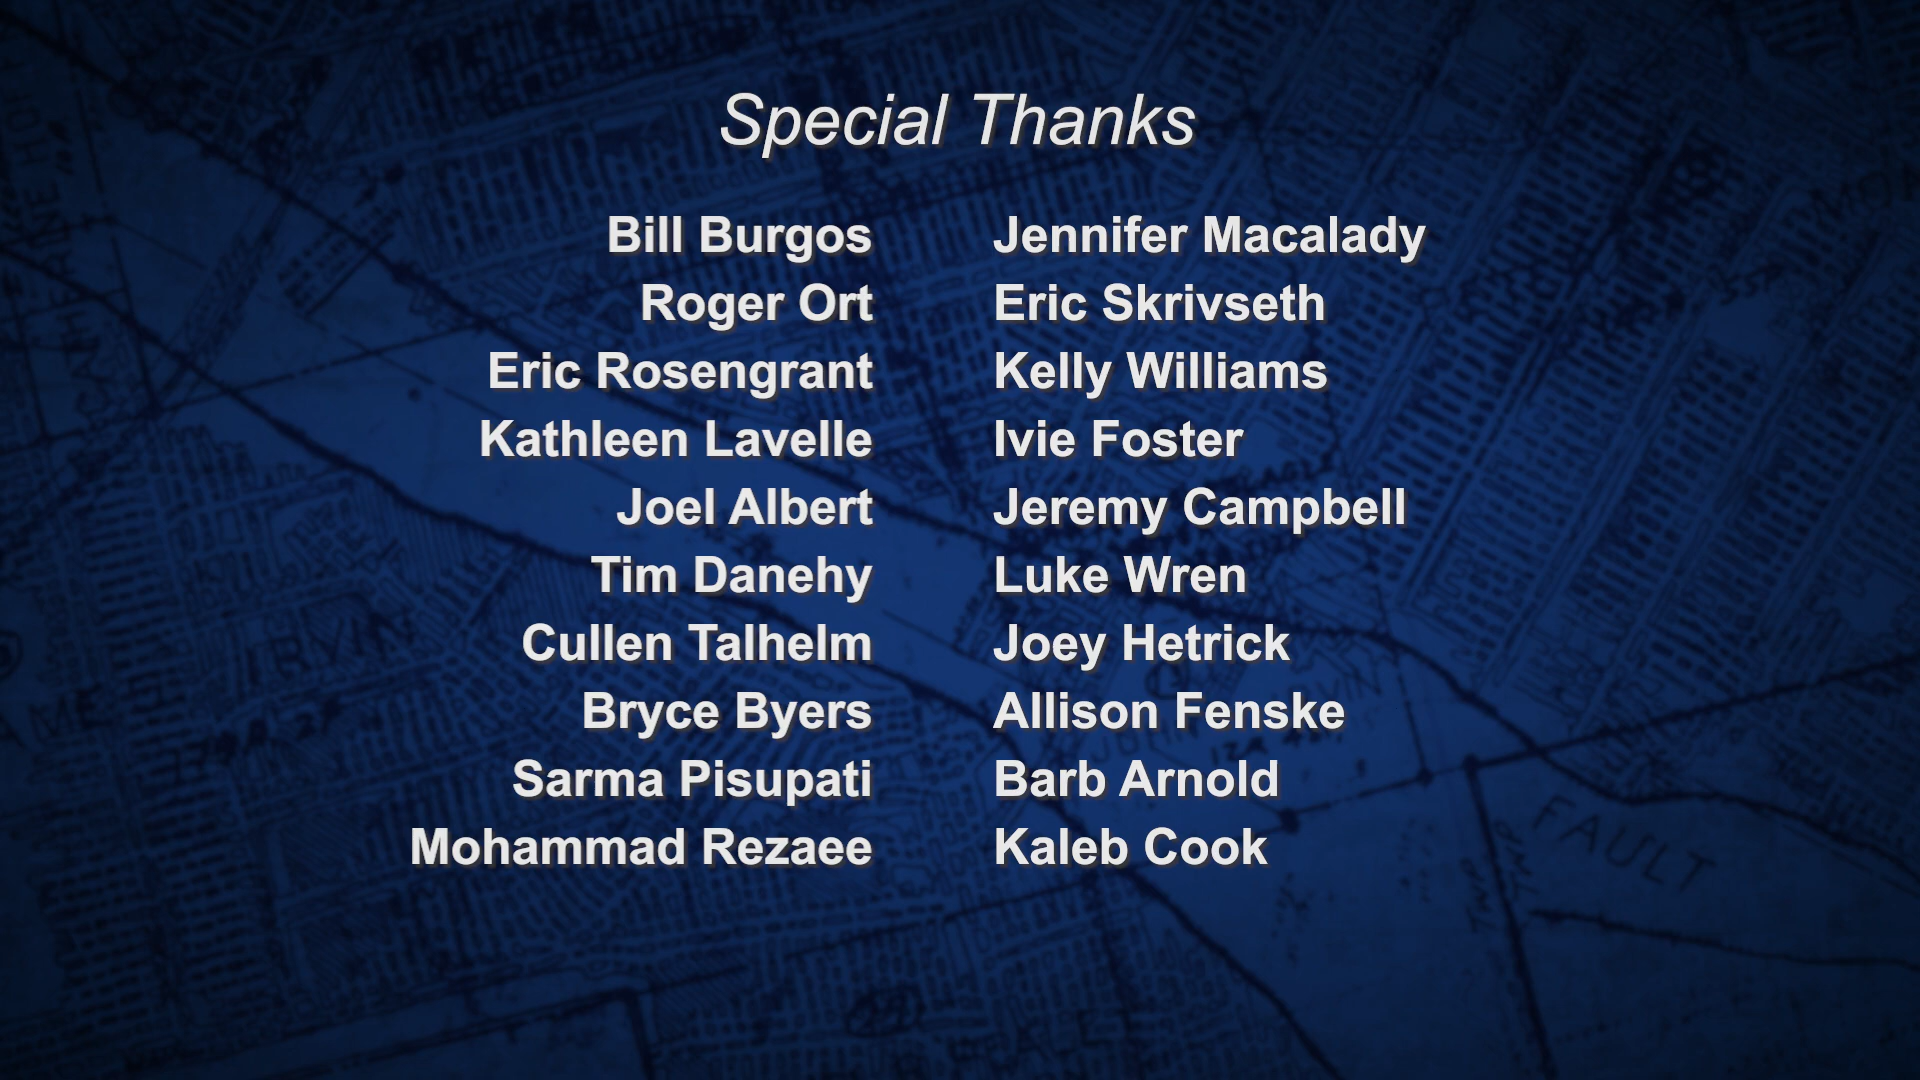 Special Thanks
Bill Burgos
Roger Ort
Eric Rosengrant
Kathleen Lavelle
Joel Albert
Tim Danehy
Cullen Talhelm
Bryce Byers
Sarma Pisupati
Mohammad Rezaee
Jennifer Macalady
Eric Skrivseth
Kelly Williams
Ivie Foster
Jeremy Campbell
Luke Wren
Joey Hetrick
Allison Fenske
Barb Arnold
Kaleb Cook
IRVIN
FAULT